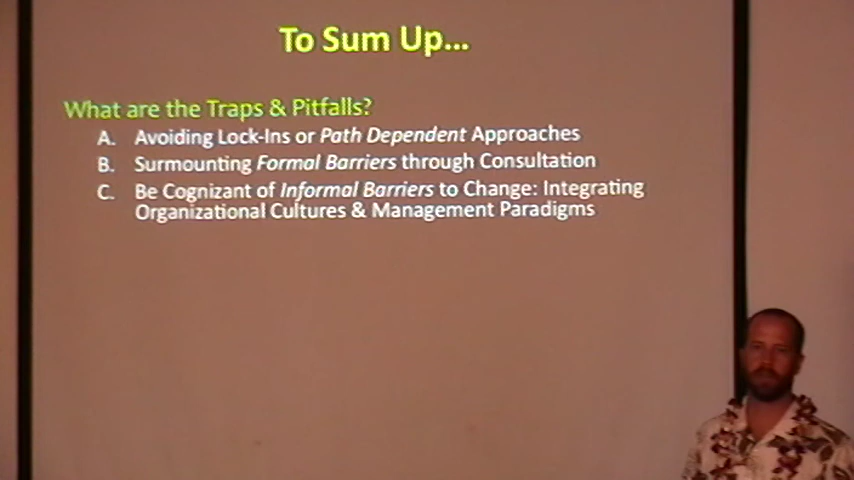 To Sum Up...
What are the Traps & Pitfalls?
A. Avoiding Lock-Ins or Path Dependent Approaches
B. Surmounting Formal Barriers through Consultation
C. Be Cognizant of Informal Barriers to Change: Integrating
Organizational Cultures & Management Paradigms